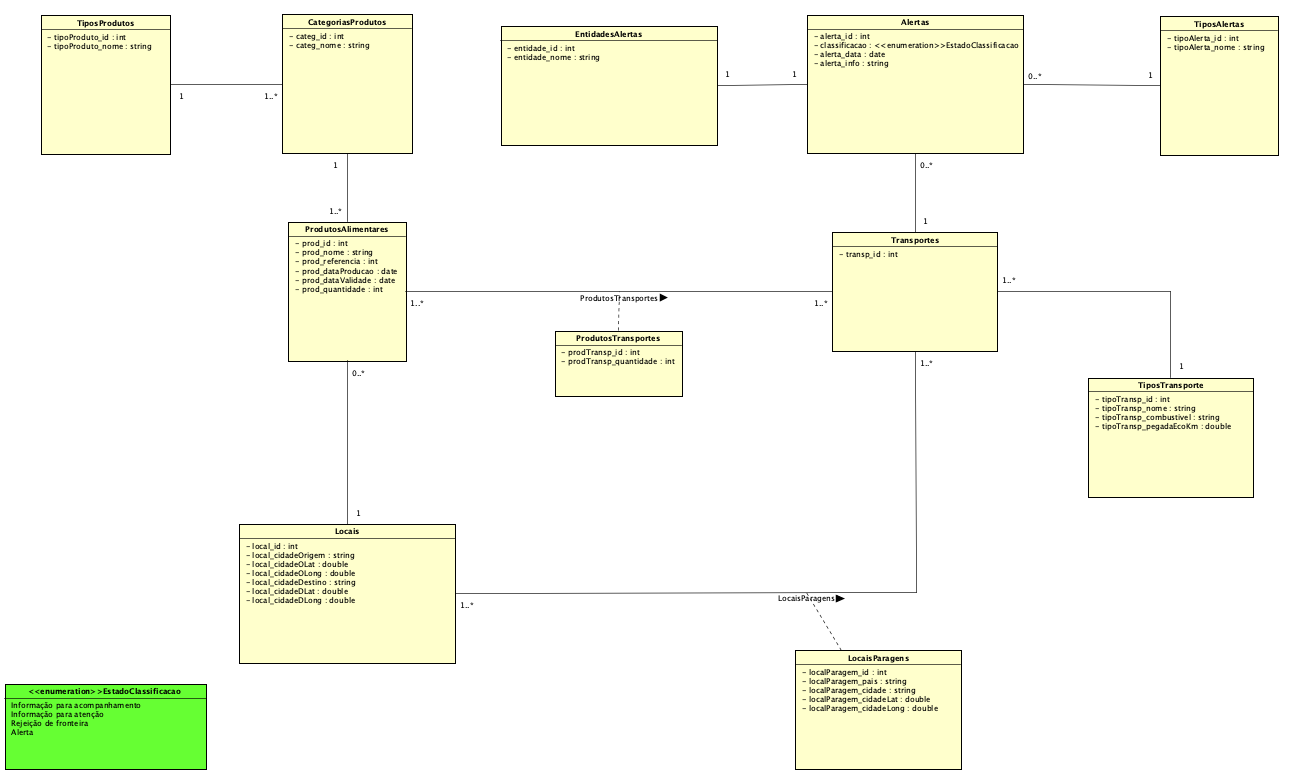 TiposProdutos
– tipoProduto_id : int
– tipoProduto_nome : string
CategoriasProdutos
– categ_id : int
– categ_nome : string
EntidadesAlertas
– entidade_id : int
– entidade_nome : string
Alertas
– alerta_id : int
– classificacao : <<enumeration>>EstadoClassificacao
– alerta_data : date
– alerta_info : string
TiposAlertas
– tipoAlerta_id : int
– tipoAlerta_nome : string
1
1..*
1
1
0..*
1
1
1..*
0..*
1
ProdutosAlimentares
– prod_id : int
– prod_nome : string
– prod_referencia : int
– prod_dataProducao : date
– prod_dataValidade : date
– prod_quantidade : int
Transportes
– transp_id : int
1..*
ProdutosTransportes
1..*
1..*
ProdutosTransportes
– prodTransp_id : int
– prodTransp_quantidade : int
0..*
1..*
1
TiposTransporte
– tipoTransp_id : int
– tipoTransp_nome : string
– tipoTransp_combustivel : string
– tipoTransp_pegadaEcoKm : double
1
Locais
– local_id : int
– local_cidadeOrigem : string
– local_cidadeOLat : double
– local_cidadeOLong : double
– local_cidadeDestino : string
– local_cidadeDLat : double
– local_cidadeDLong : double
1..*
LocaisParagens
LocaisParagens
– localParagem_id : int
– localParagem_pais : string
– localParagem_cidade : string
– localParagem_cidadeLat : double
– localParagem_cidadeLong : double
<<enumeration>>EstadoClassificacao
Informação para acompanhamento
Informação para atenção
Rejeição de fronteira
Alerta